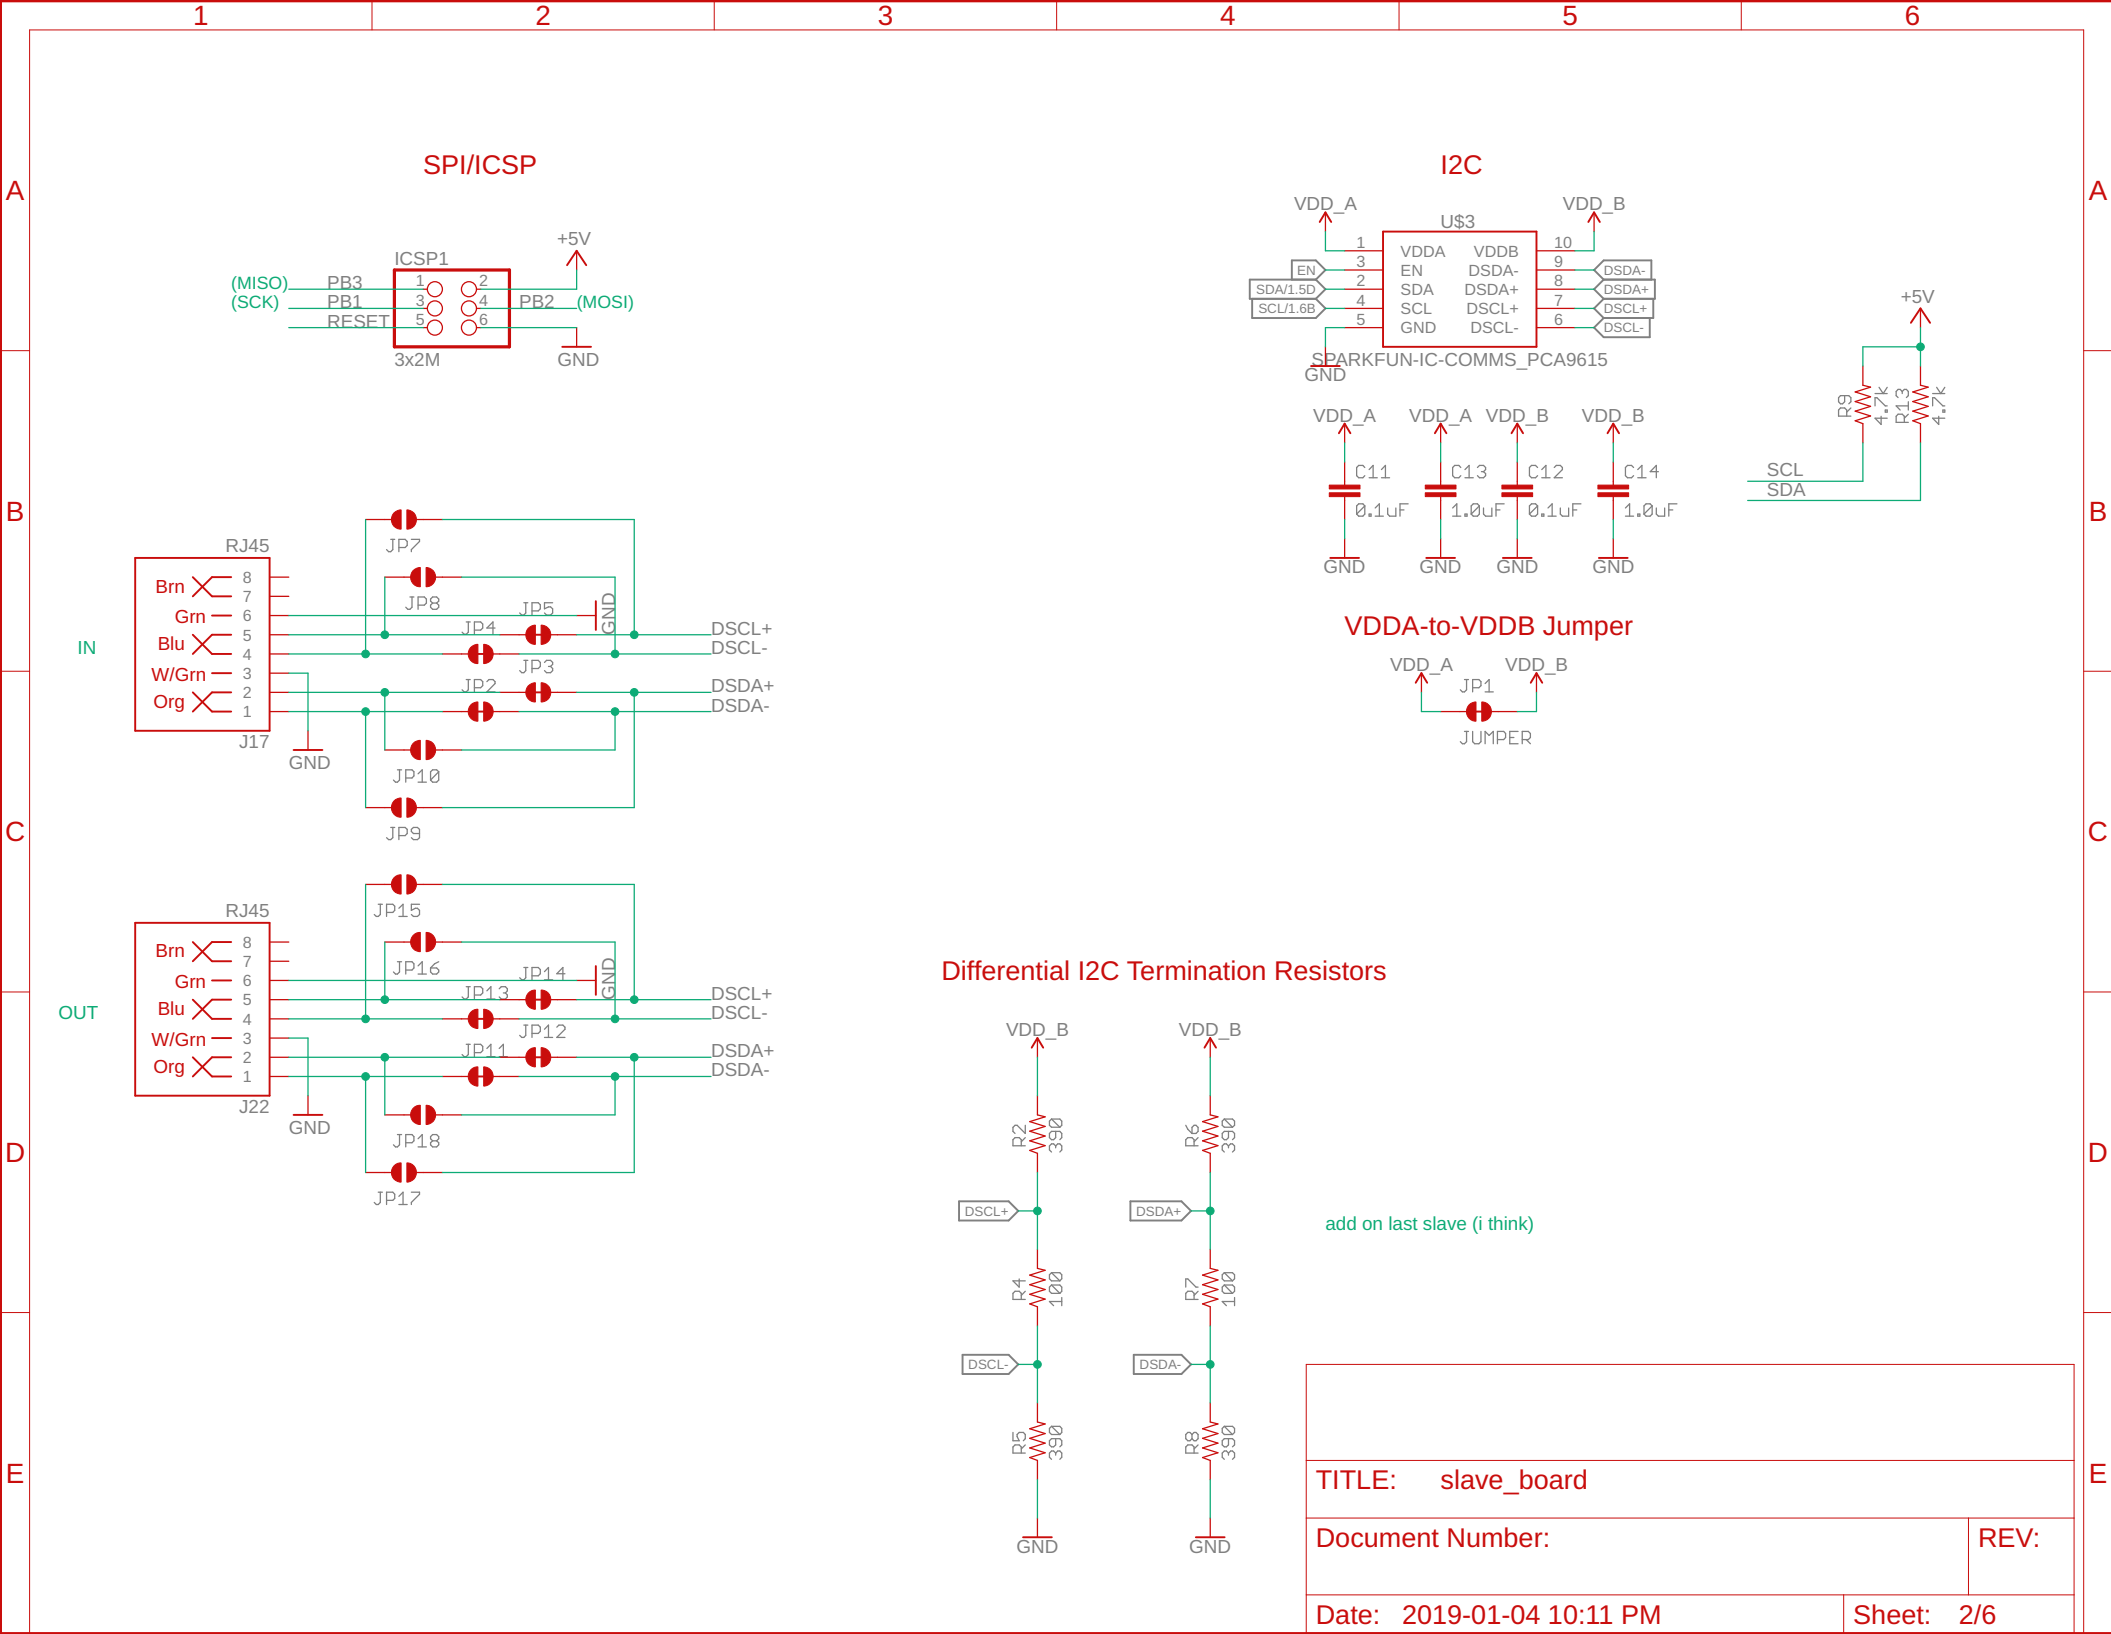 1 2 3 4 5 6
A A
B B
C C
D D
E E
SPI/ICSP
+5V
ICSP1
(MISO) PB3 1 2
(SCK) PB1 3 4 PB2 (MOSI)
RESET 5 6
3x2M GND
I2C
VDD_A VDD_B
U$3
1 VDDA VDDB 10
EN 3 EN DSDA- 9 DSDA-
SDA/1.5D 2 SDA DSDA+ 8 DSDA+
SCL/1.6B 4 SCL DSCL+ 7 DSCL+
5 GND DSCL- 6 DSCL-
SPARKFUN-IC-COMMS_PCA9615
GND
+5V
R9 4.7k R13 4.7k
SCL
SDA
VDD_A VDD_A VDD_B VDD_B
C11 C13 C12 C14
0.1uF 1.0uF 0.1uF 1.0uF
GND GND GND GND
VDDA-to-VDDB Jumper
VDD_A VDD_B
JP1
JUMPER
IN
RJ45
Brn 8
7
Grn 6
Blu 5
4
W/Grn 3
Org 2
1
J17
GND
JP7
JP8
JP5
GND
JP4
DSCL+
DSCL-
JP3
JP2
DSDA+
DSDA-
JP10
JP9
OUT
RJ45
Brn 8
7
Grn 6
Blu 5
4
W/Grn 3
Org 2
1
J22
GND
JP15
JP16
JP14
GND
JP13
DSCL+
DSCL-
JP12
JP11
DSDA+
DSDA-
JP18
JP17
Differential I2C Termination Resistors
VDD_B VDD_B
R2 390 R6 390
DSCL+ DSDA+
R4 100 R7 100
DSCL- DSDA-
R5 390 R8 390
GND GND
add on last slave (i think)
TITLE: slave_board
Document Number: REV:
Date: 2019-01-04 10:11 PM Sheet: 2/6